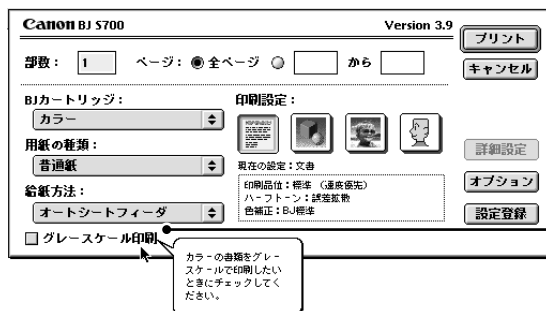 Canon BJ S700 Version 3.9
プリント
部数： 1 ページ： 全ページ から
キャンセル
BJカートリッジ： 印刷設定：
カラー
用紙の種類：
詳細設定
普通紙
現在の設定：文書
給紙方法：
印刷品位：標準 （速度優先）
オプション
ハーフトーン：誤差拡散
オートシートフィーダ
色補正：BJ標準
設定登録
グレースケール印刷
カラーの書類をグレー
スケールで印刷したい
ときにチェックしてく
ださい。